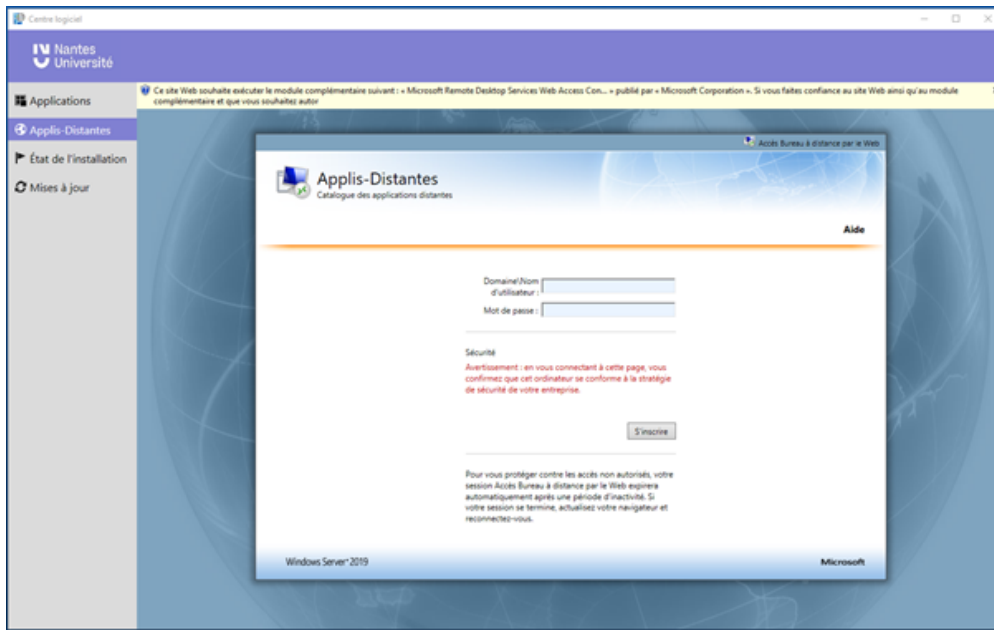 Centre logiciel
Nantes
Université
Applications
Applis-Distantes
État de l'installation
Mises à jour
Ce site Web souhaite exécuter le module complémentaire suivant : « Microsoft Remote Desktop Services Web Access Con... » publié par « Microsoft Corporation ». Si vous faites confiance au site Web ainsi qu'au module
complémentaire et que vous souhaitez autor
Accès Bureau à distance par le Web
Applis-Distantes
Catalogue des applications distantes
Aide
Domaine\Nom
d'utilisateur :
Mot de passe :
Sécurité
Avertissement : en vous connectant à cette page, vous
confirmez que cet ordinateur se conforme à la stratégie
de sécurité de votre entreprise.
S'inscrire
Pour vous protéger contre les accès non autorisés, votre
session Accès Bureau à distance par le Web expirera
automatiquement après une période d'inactivité. Si
votre session se termine, actualisez votre navigateur et
reconnectez-vous.
Windows Server® 2019
Microsoft